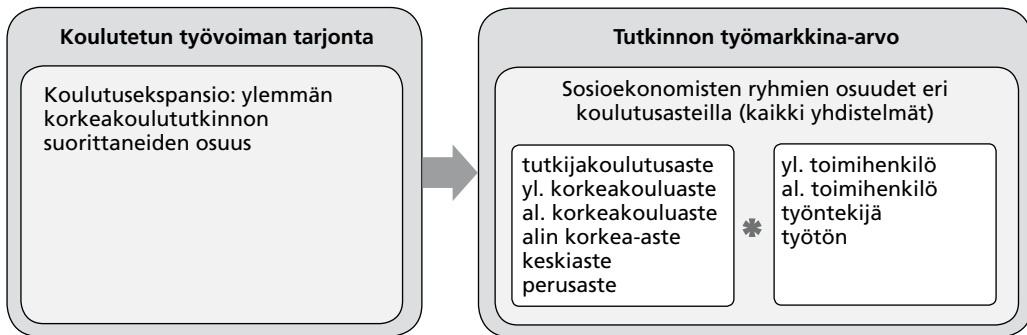 Koulutetun työvoiman tarjonta
Koulutusekspansio: ylemmän
korkeakoulututkinnon
suorittaneiden osuus
Tutkinnon työmarkkina-arvo
Sosioekonomisten ryhmien osuudet eri
koulutusasteilla (kaikki yhdistelmät)
tutkijakoulutusaste
yl. korkeakouluaste
al. korkeakouluaste
alin korkea-aste
keskiaste
perusaste
*
yl. toimihenkilö
al. toimihenkilö
työntekijä
työtön